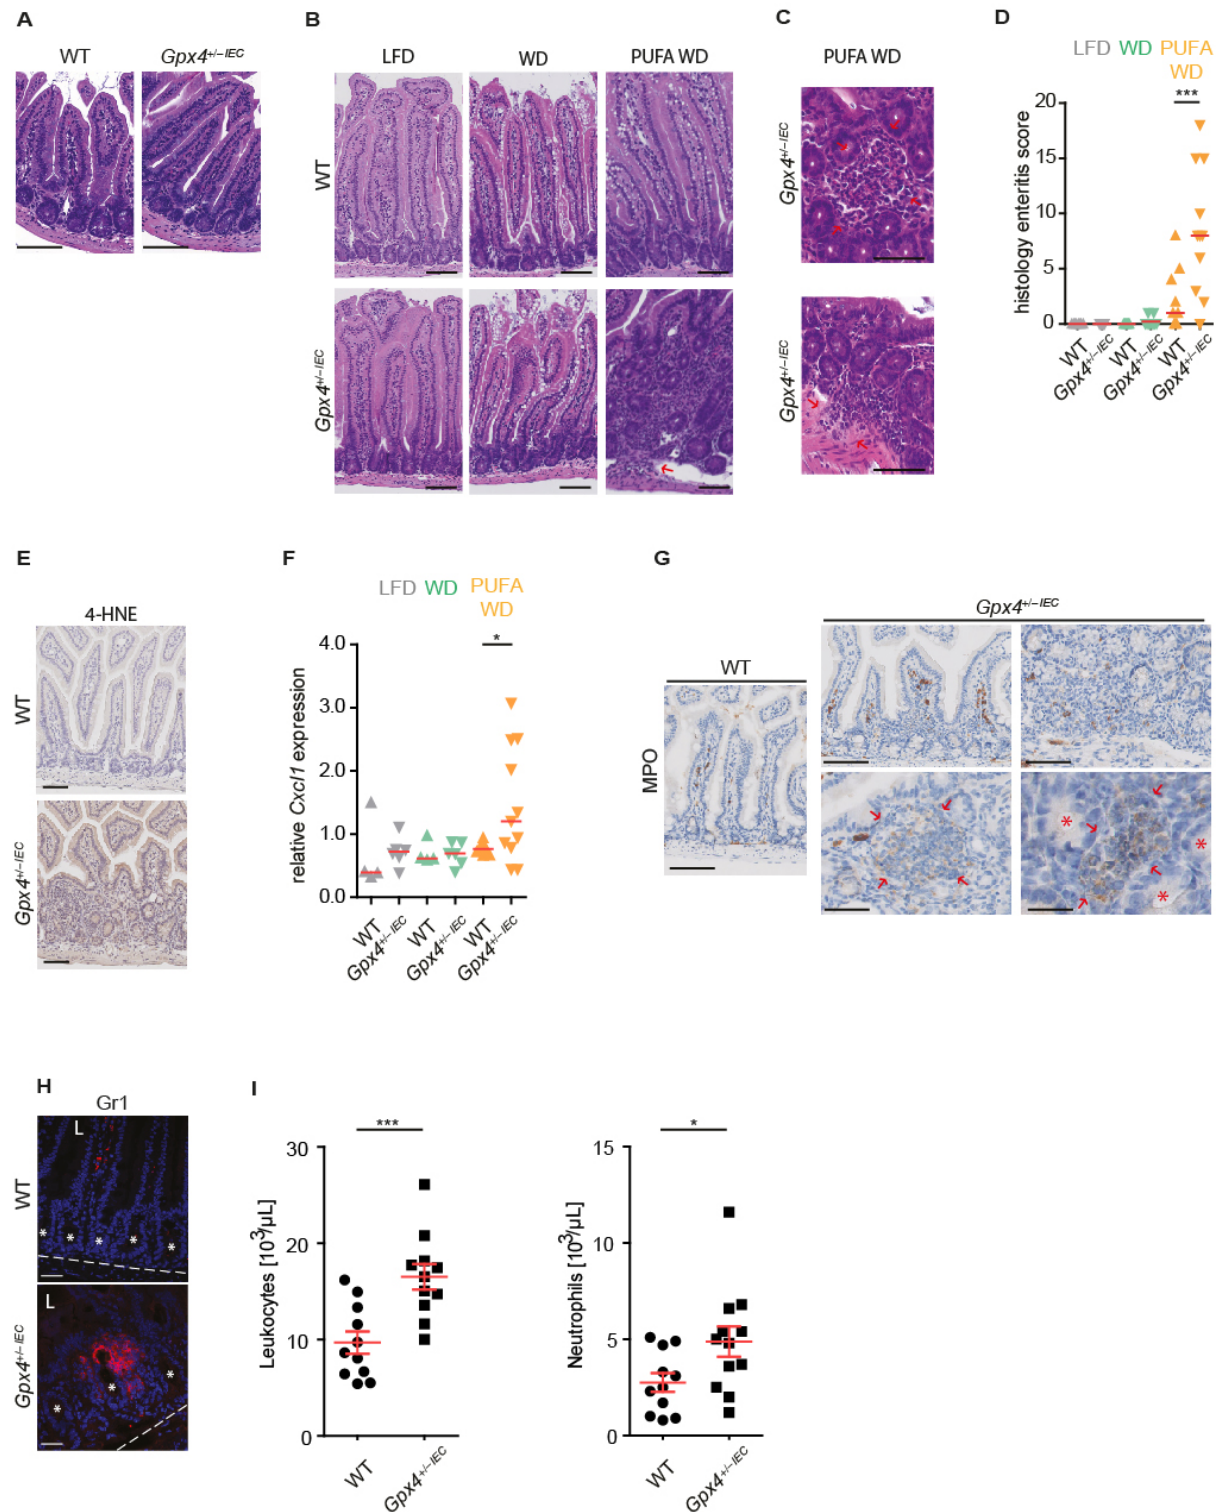 A
WT
Gpx4+/−IEC
B
LFD
WD
PUFA WD
WT
Gpx4+/−IEC
C
PUFA WD
Gpx4+/−IEC
Gpx4+/−IEC
D
LFD WD PUFA
WD
***
histology enteritis score
20
15
10
5
0
WT
Gpx4+/−IEC
WT
Gpx4+/−IEC
WT
Gpx4+/−IEC
E
4-HNE
WT
Gpx4+/−IEC
F
LFD WD PUFA
WD
*
relative Cxcl1 expression
4.0
3.0
2.0
1.0
0.0
WT
Gpx4+/−IEC
WT
Gpx4+/−IEC
WT
Gpx4+/−IEC
G
Gpx4+/−IEC
WT
MPO
* * *
H
Gr1
L
WT
* * * * *
L
Gpx4+/−IEC
* * *
I
***
Leukocytes [10³/µL]
30
20
10
0
WT
Gpx4+/−IEC
*
Neutrophils [10³/µL]
15
10
5
0
WT
Gpx4+/−IEC